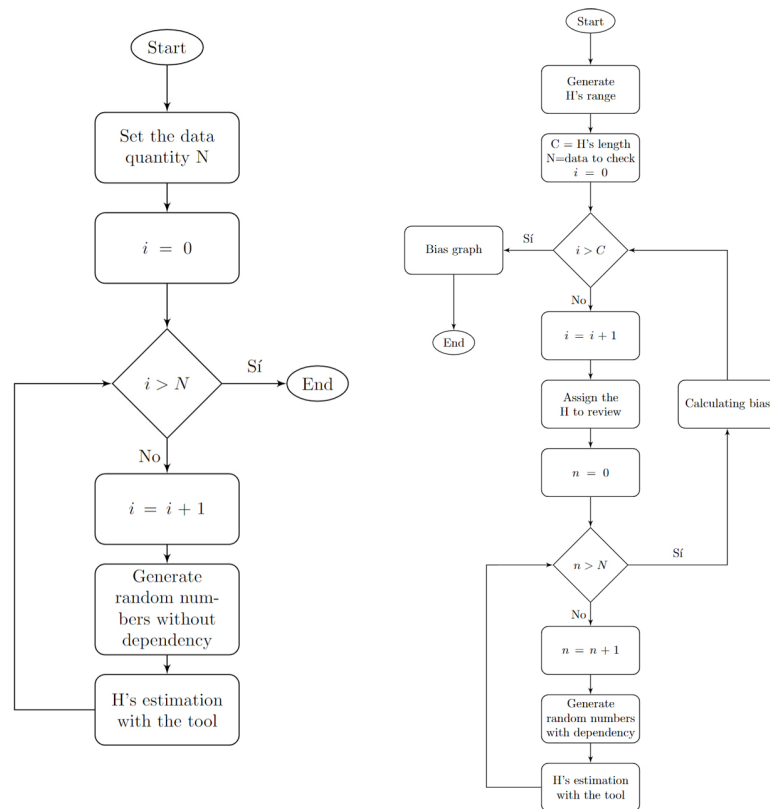 Start
Set the data
quantity N
i = 0
i > N
Sí
End
No
i = i + 1
Generate
random num-
bers without
dependency
H's estimation
with the tool
Start
Generate
H's range
C = H's length
N=data to check
i = 0
i > C
Sí
Bias graph
End
No
i = i + 1
Assign the
H to review
Calculating bias
n = 0
n > N
Sí
No
n = n + 1
Generate
random numbers
with dependency
H's estimation
with the tool